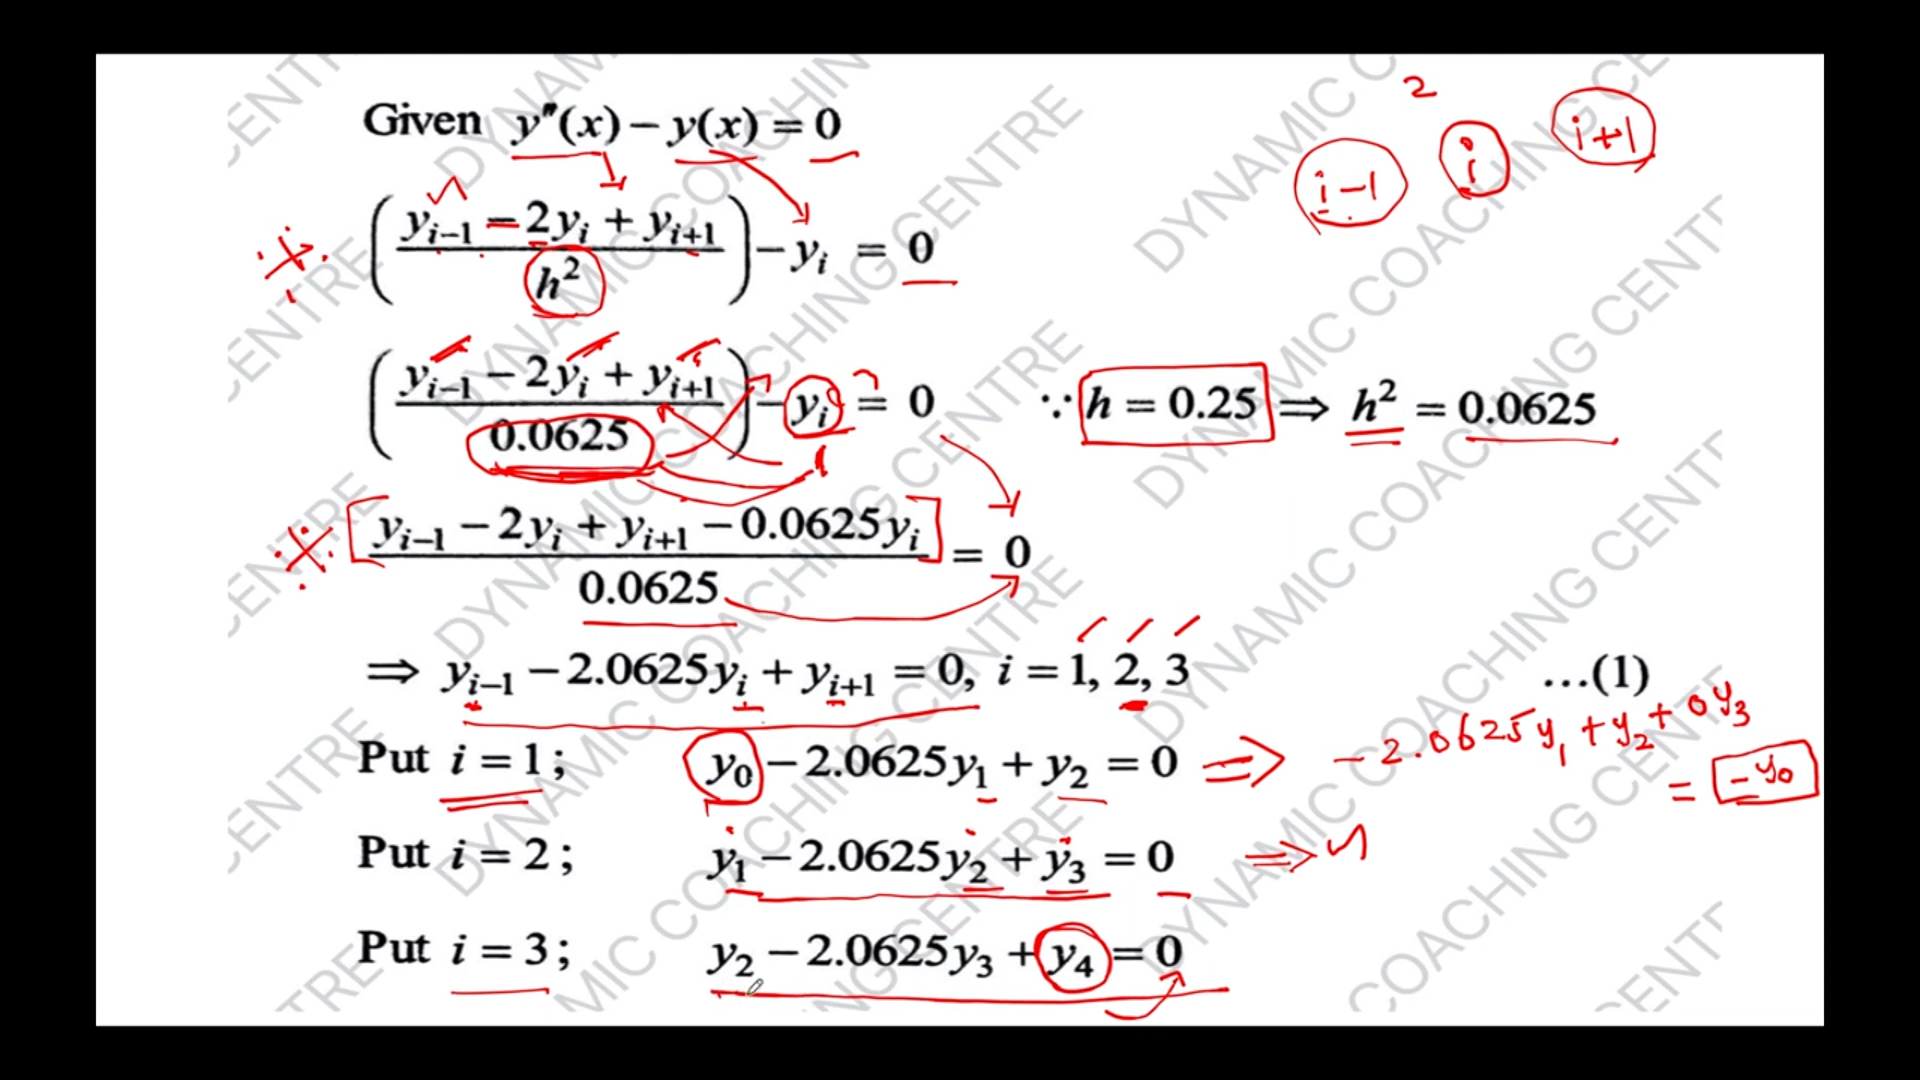 Given y″(x) − y(x) = 0
2
i−1 i i+1
(y_{i−1} − 2y_i + y_{i+1} / h²) − y_i = 0
(y_{i−1} − 2y_i + y_{i+1} / 0.0625) − y_i = 0 ∵ h = 0.25 ⇒ h² = 0.0625
1
y_{i−1} − 2y_i + y_{i+1} − 0.0625y_i / 0.0625 = 0
⇒ y_{i−1} − 2.0625y_i + y_{i+1} = 0, i = 1, 2, 3 ...(1)
Put i = 1; y₀ − 2.0625y₁ + y₂ = 0 ⇒ −2.0625y₁ + y₂ + 0y₃
= −y₀
Put i = 2; y₁ − 2.0625y₂ + y₃ = 0 ⇒
Put i = 3; y₂ − 2.0625y₃ + y₄ = 0
DYNAMIC COACHING CENTRE